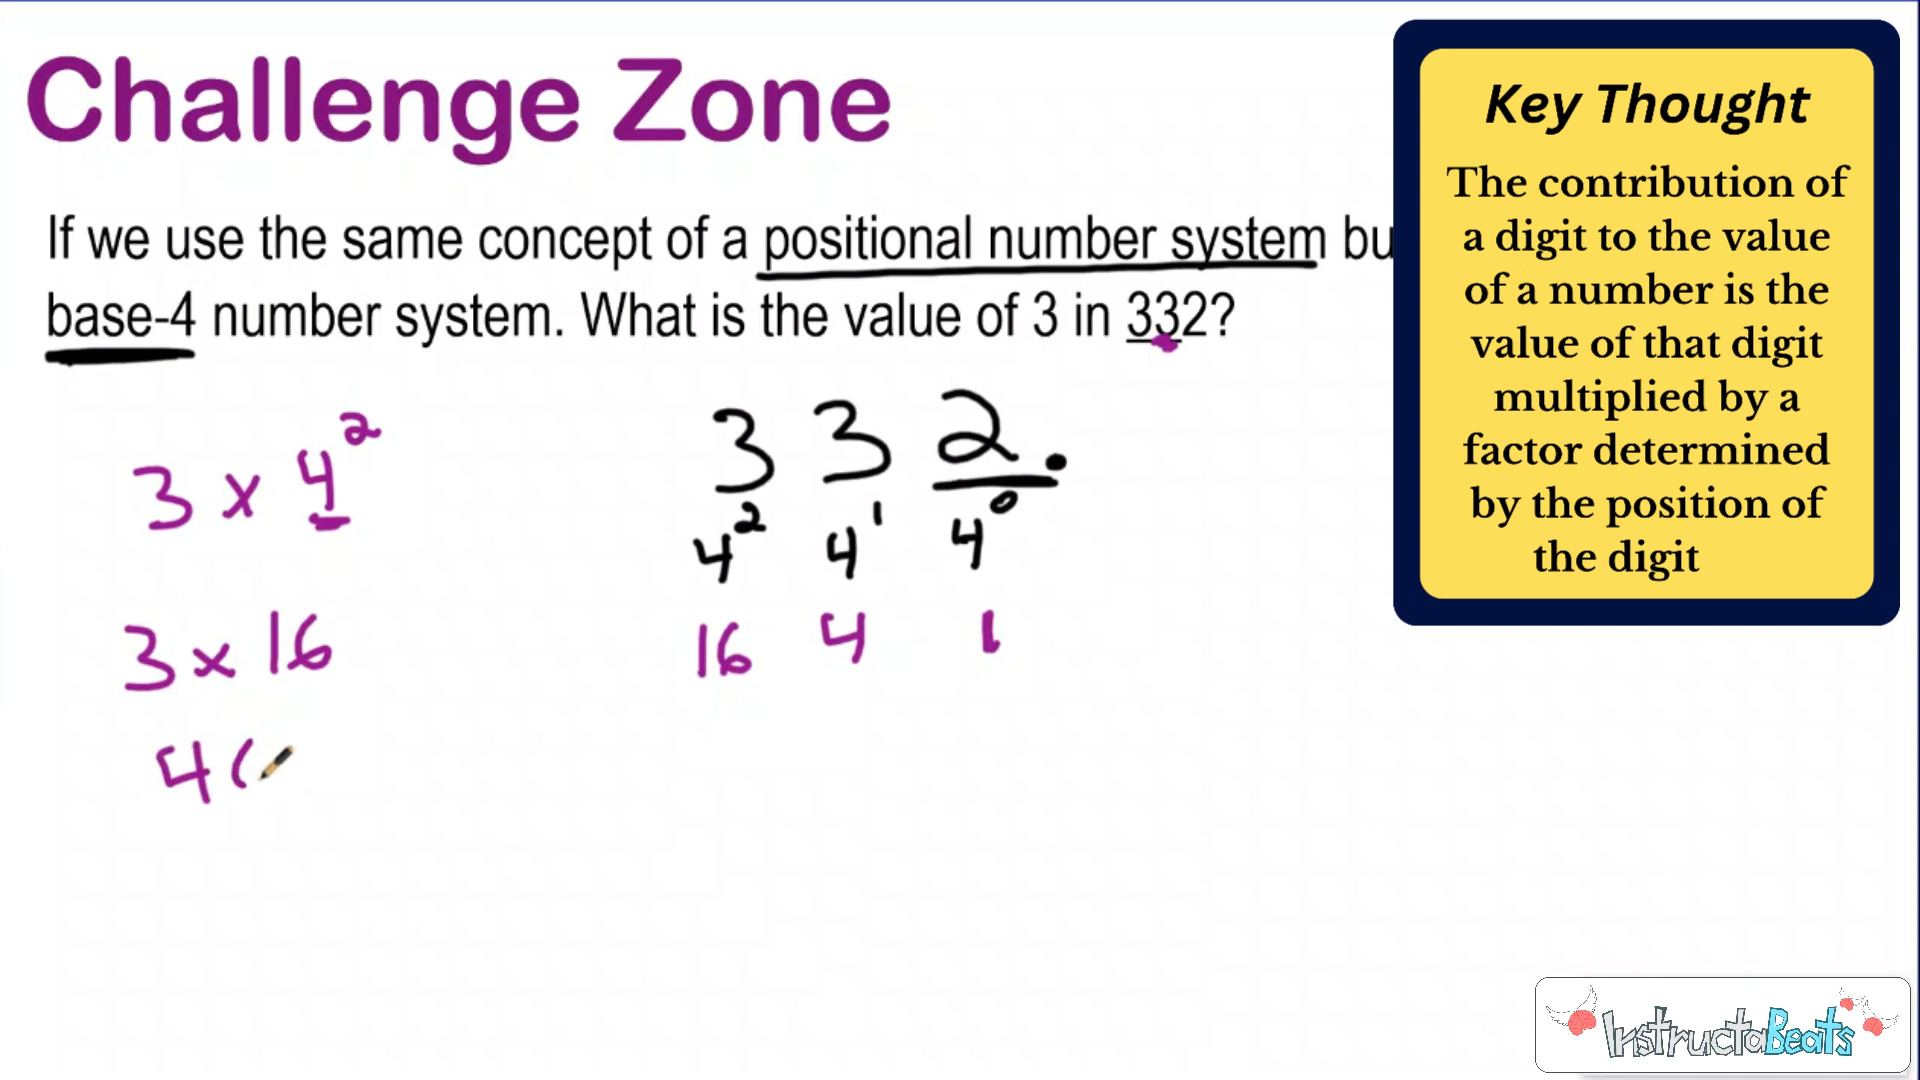 Challenge Zone
If we use the same concept of a positional number system bu
base-4 number system. What is the value of 3 in 332?
3 x 4²
3 x 16
4
3 3 2.
4² 4¹ 4⁰
16 4 1
Key Thought
The contribution of
a digit to the value
of a number is the
value of that digit
multiplied by a
factor determined
by the position of
the digit
InstructaBeats